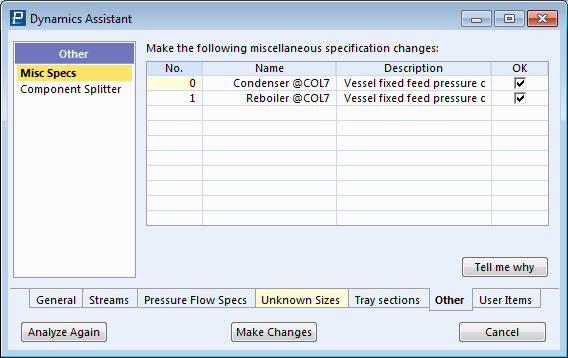 Dynamics Assistant
Other
Misc Specs
Component Splitter
Make the following miscellaneous specification changes:
No. Name Description OK
0 Condenser @COL7 Vessel fixed feed pressure c
1 Reboiler @COL7 Vessel fixed feed pressure c
Tell me why
General Streams Pressure Flow Specs Unknown Sizes Tray sections Other User Items
Analyze Again Make Changes Cancel